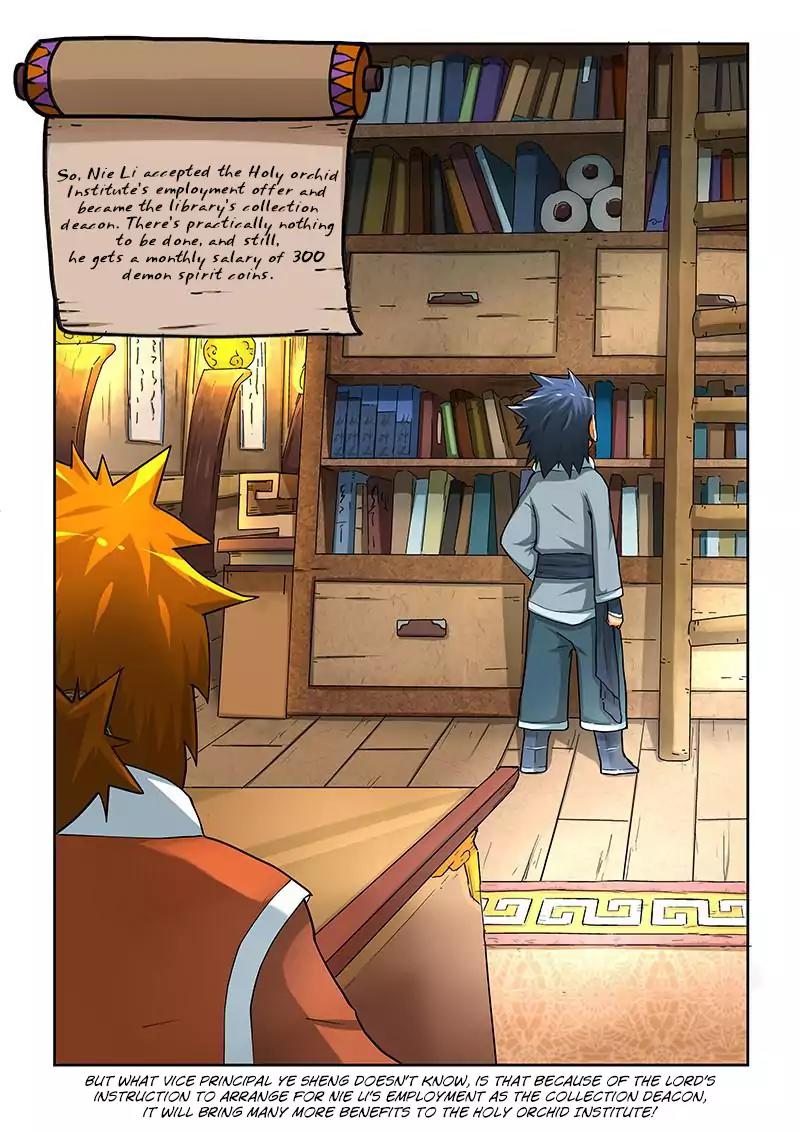 So, Nie Li accepted the Holy orchid
Institute's employment offer and
became the library's collection
deacon. There's practically nothing
to be done, and still,
he gets a monthly salary of 300
demon spirit coins.
BUT WHAT VICE PRINCIPAL YE SHENG DOESN'T KNOW, IS THAT BECAUSE OF THE LORD'S
INSTRUCTION TO ARRANGE FOR NIE LI'S EMPLOYMENT AS THE COLLECTION DEACON,
IT WILL BRING MANY MORE BENEFITS TO THE HOLY ORCHID INSTITUTE!